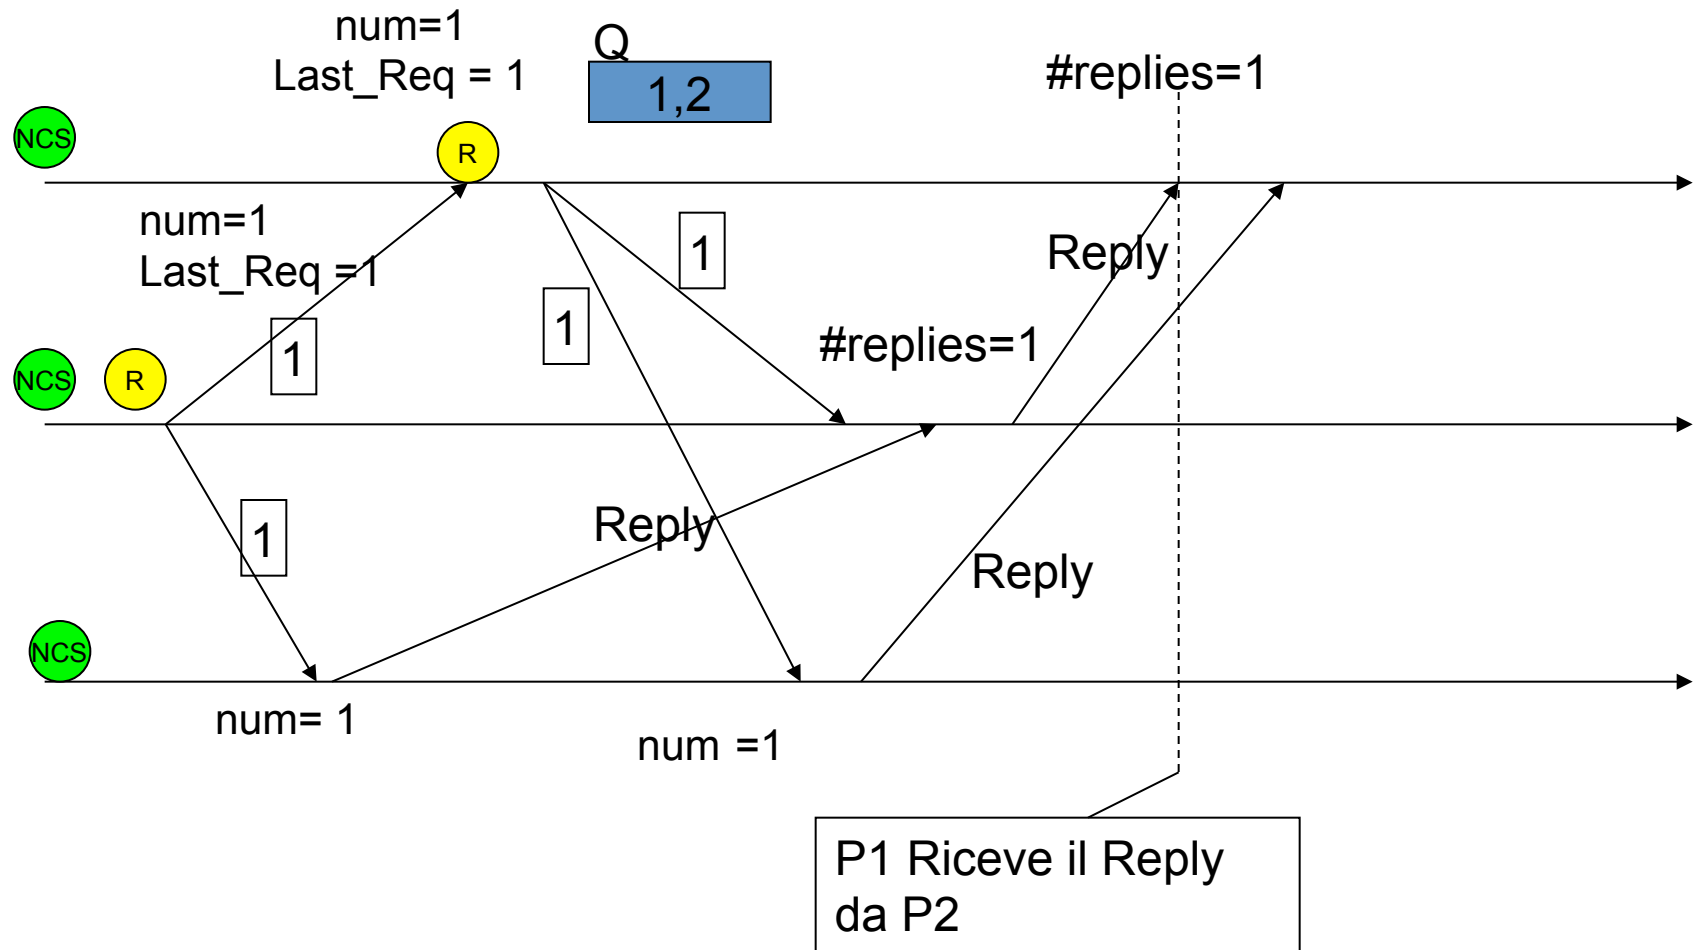 num=1
Last_Req = 1
Q
1,2
#replies=1
NCS
R
num=1
Last_Req =1
1
1
1
Reply
#replies=1
NCS
R
1
Reply
Reply
NCS
num= 1
num =1
P1 Riceve il Reply
da P2